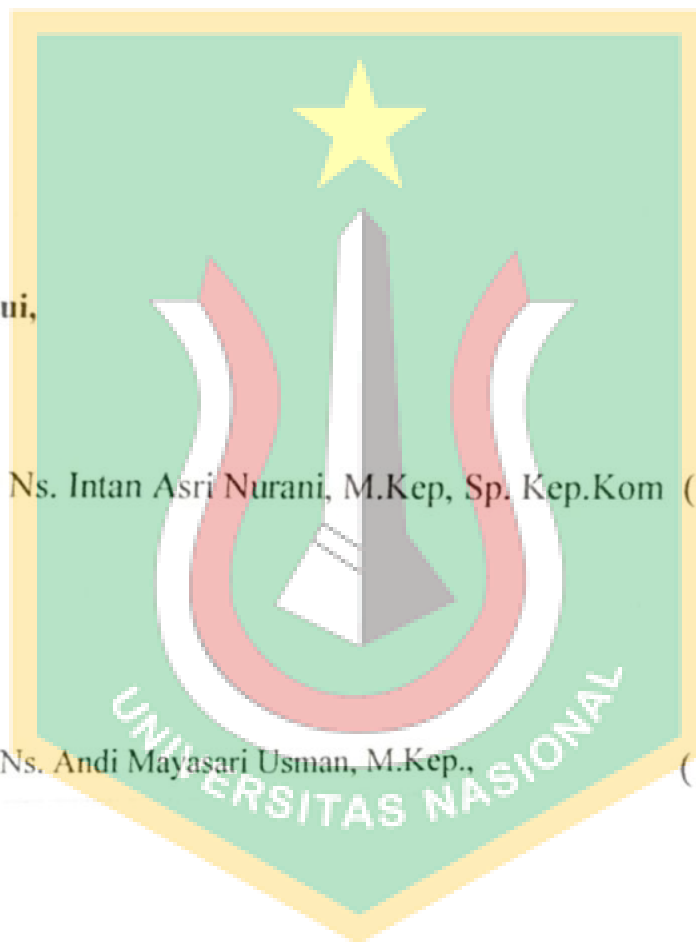 ui,
Ns. Intan Asri Nurani, M.Kep, Sp. Kep.Kom (
Ns. Andi Mayasari Usman, M.Kep., (
UNIVERSITAS NASIONAL